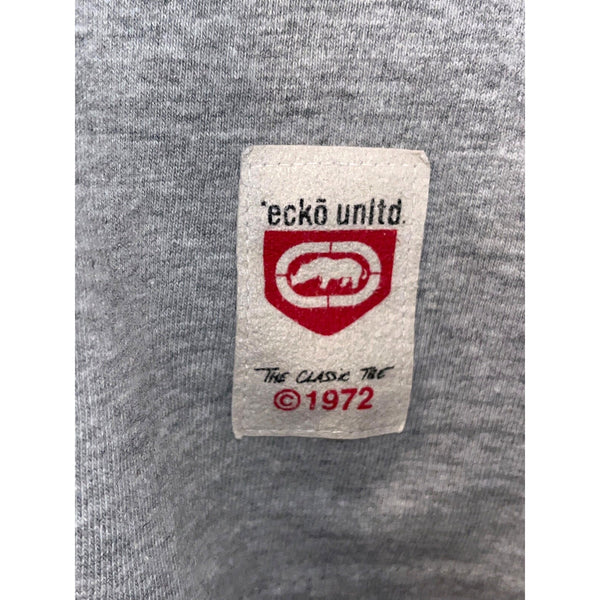 *eckō unltd.
THE CLASSIC TEE
©1972